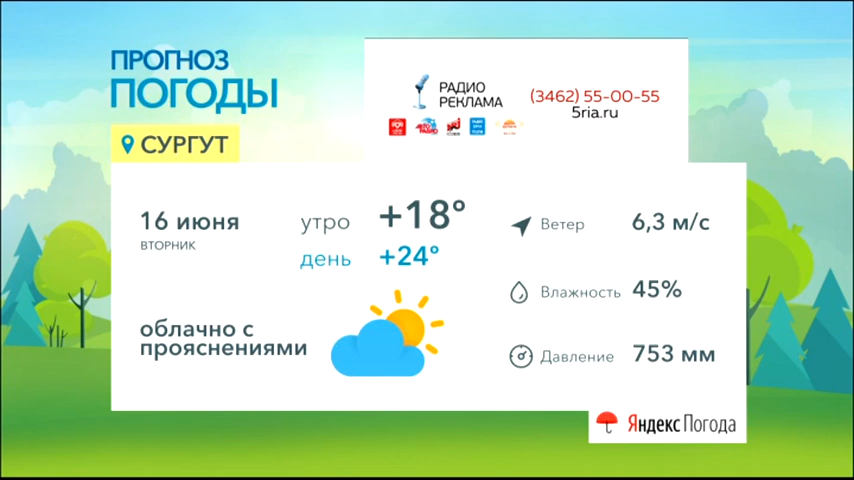 ПРОГНОЗ
ПОГОДЫ
СУРГУТ
РАДИО
РЕКЛАМА
(3462) 55-00-55
5ria.ru
16 июня
ВТОРНИК
утро +18°
день +24°
облачно с
прояснениями
Ветер 6,3 м/с
Влажность 45%
Давление 753 мм
Яндекс Погода